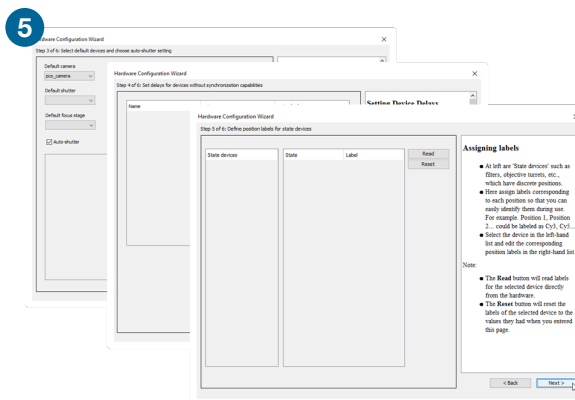 5
Hardware Configuration Wizard
Step 3 of 6: Select default devices and choose auto-shutter setting
Default camera
pco_camera
Default shutter
Default focus stage
Auto-shutter
Hardware Configuration Wizard
Step 4 of 6: Set delays for devices without synchronization capabilities
Name
Setting Device Delays
Hardware Configuration Wizard
Step 5 of 6: Define position labels for state devices
State devices
State
Label
Read
Reset
Assigning labels
At left are 'State devices' such as
filters, objective turrets, etc.,
which have discrete positions.
Here assign labels corresponding
to each position so that you can
easily identify them during use.
For example. Position 1, Position
2... could be labeled as Cy3, Cy5...
Select the device in the left-hand
list and edit the corresponding
position labels in the right-hand list
Note:
The Read button will read labels
for the selected device directly
from the hardware.
The Reset button will reset the
labels of the selected device to the
values they had when you entered
this page.
< Back
Next >